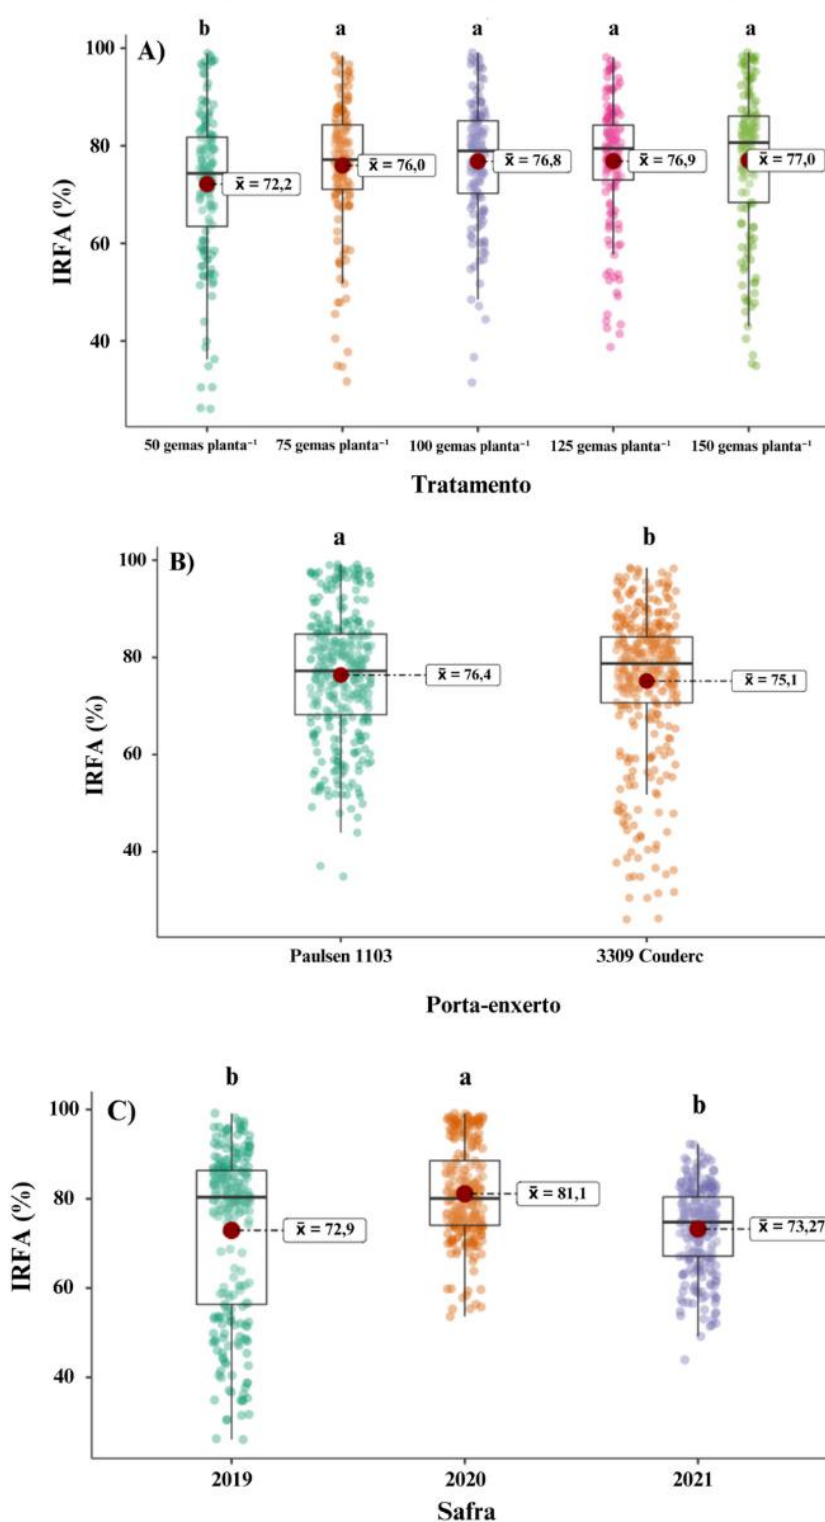 b a a a a
A)
100
80
60
40
IRFA (%)
x̄ = 72,2
x̄ = 76,0
x̄ = 76,8
x̄ = 76,9
x̄ = 77,0
50 gemas planta⁻¹ 75 gemas planta⁻¹ 100 gemas planta⁻¹ 125 gemas planta⁻¹ 150 gemas planta⁻¹
Tratamento
a b
B)
100
80
60
40
IRFA (%)
x̄ = 76,4
x̄ = 75,1
Paulsen 1103 3309 Couderc
Porta-enxerto
b a b
C)
100
80
60
40
IRFA (%)
x̄ = 72,9
x̄ = 81,1
x̄ = 73,27
2019 2020 2021
Safra